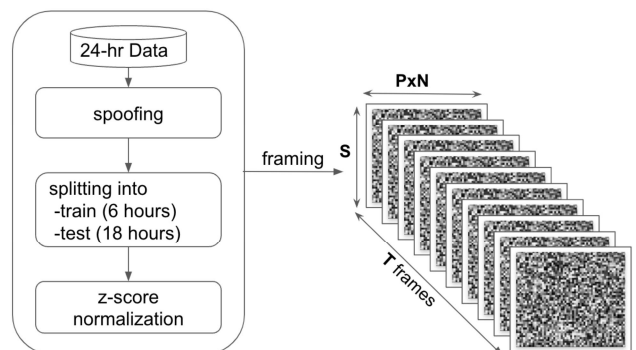 24-hr Data
spoofing
splitting into
-train (6 hours)
-test (18 hours)
z-score
normalization
framing
PxN
S
T frames